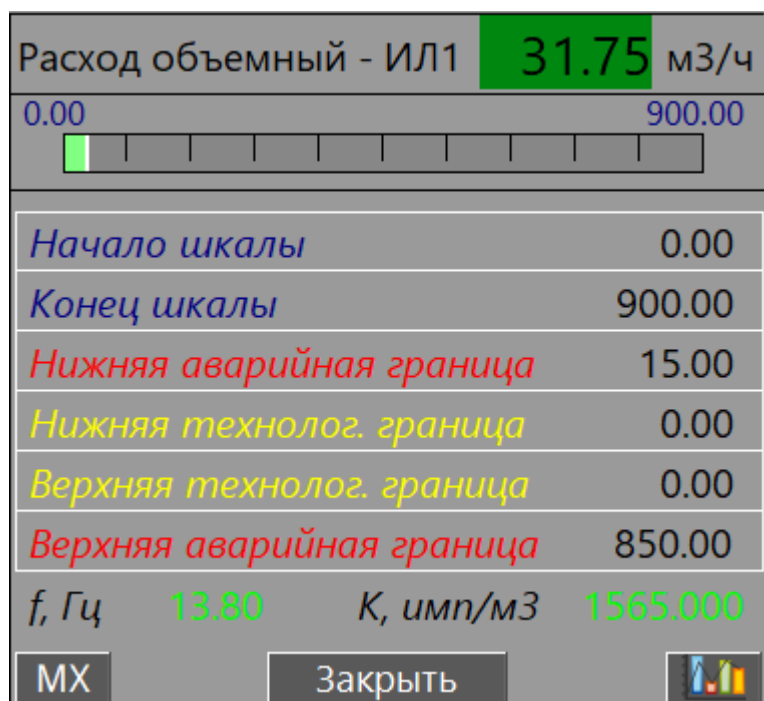 Расход объемный - ИЛ1 31.75 м3/ч
0.00 900.00
Начало шкалы 0.00
Конец шкалы 900.00
Нижняя аварийная граница 15.00
Нижняя технолог. граница 0.00
Верхняя технолог. граница 0.00
Верхняя аварийная граница 850.00
f, Гц 13.80 K, имп/м3 1565.000
МХ Закрыть